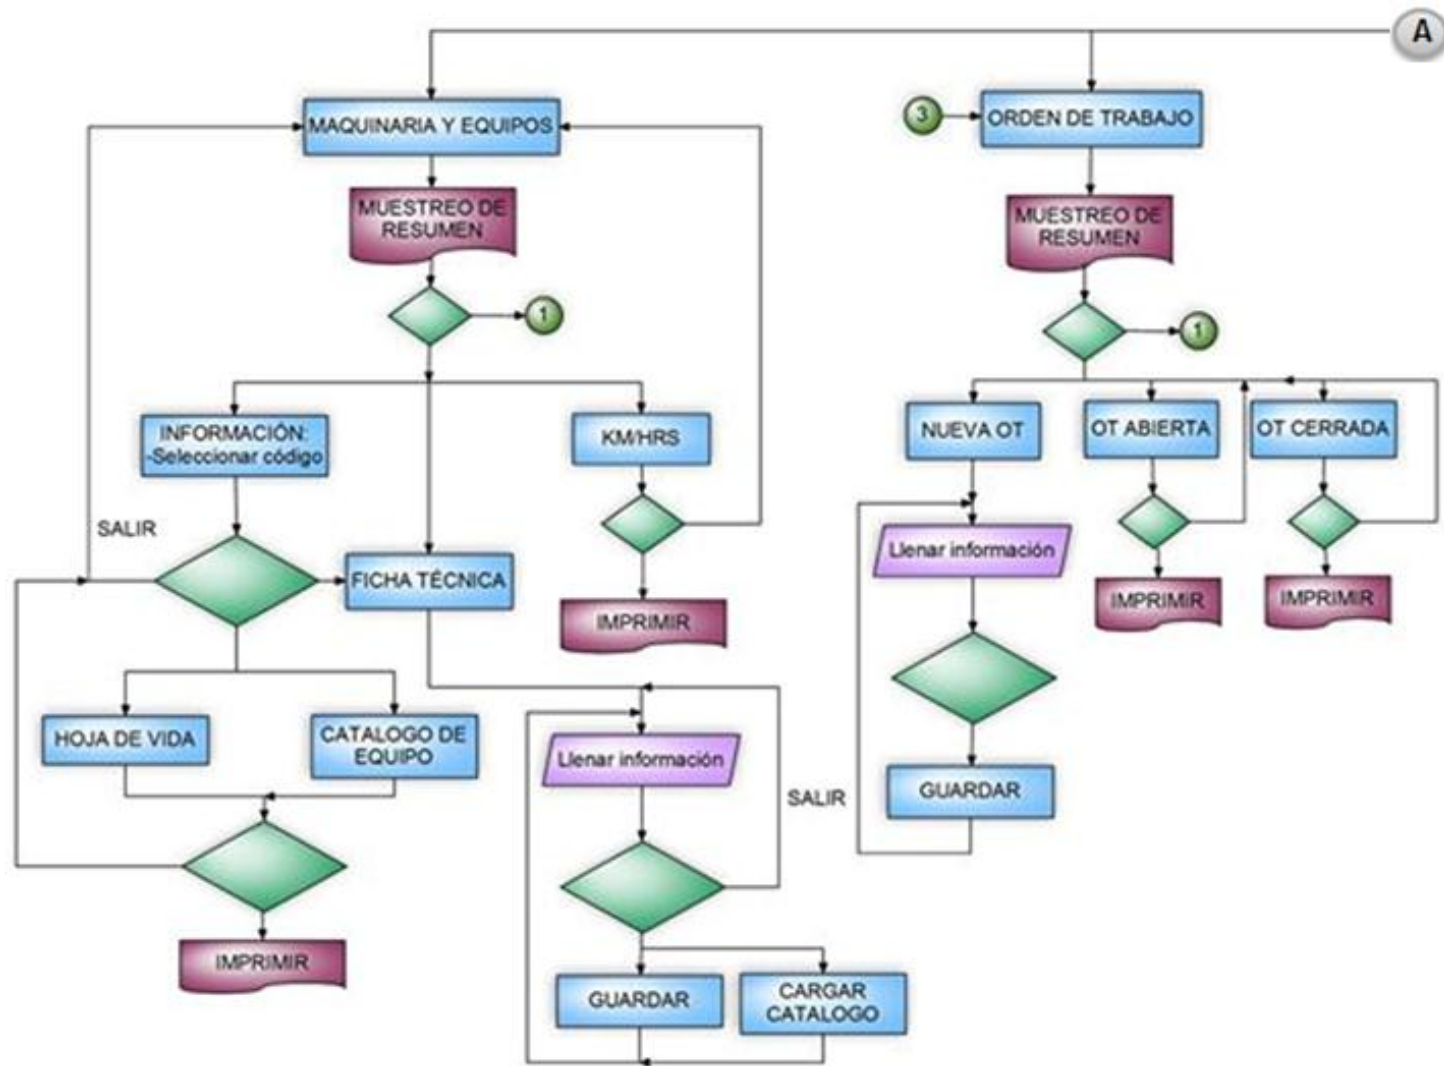 A
MAQUINARIA Y EQUIPOS
3
ORDEN DE TRABAJO
MUESTREO DE
RESUMEN
MUESTREO DE
RESUMEN
1
1
INFORMACIÓN:
-Seleccionar código
KM/HRS
NUEVA OT
OT ABIERTA
OT CERRADA
SALIR
Llenar información
FICHA TÉCNICA
IMPRIMIR
IMPRIMIR
IMPRIMIR
HOJA DE VIDA
CATALOGO DE
EQUIPO
Llenar información
SALIR
GUARDAR
IMPRIMIR
GUARDAR
CARGAR
CATALOGO